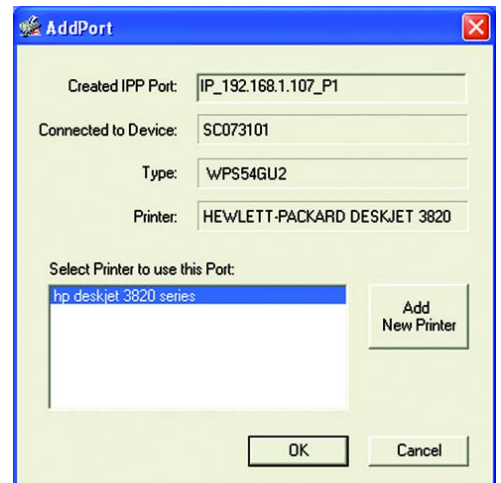 AddPort
Created IPP Port: IP_192.168.1.107_P1
Connected to Device: SC073101
Type: WPS54GU2
Printer: HEWLETT-PACKARD DESKJET 3820
Select Printer to use this Port:
hp deskjet 3820 series
Add
New Printer
OK Cancel